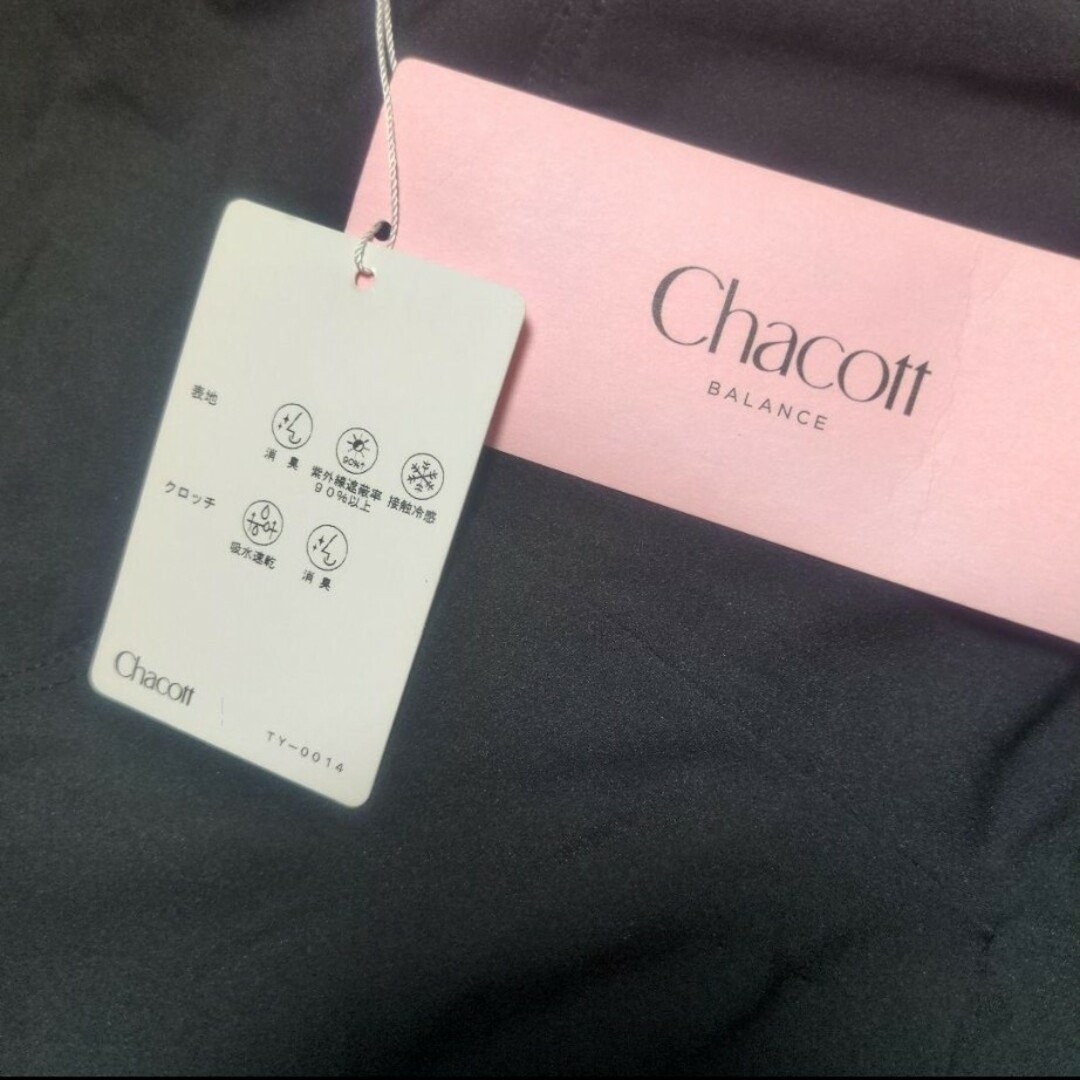 Chacott
BALANCE
表地
消臭
90%↑
紫外線遮蔽率
90%以上
接触冷感
クロッチ
吸水速乾
消臭
Chacott
TY-0014